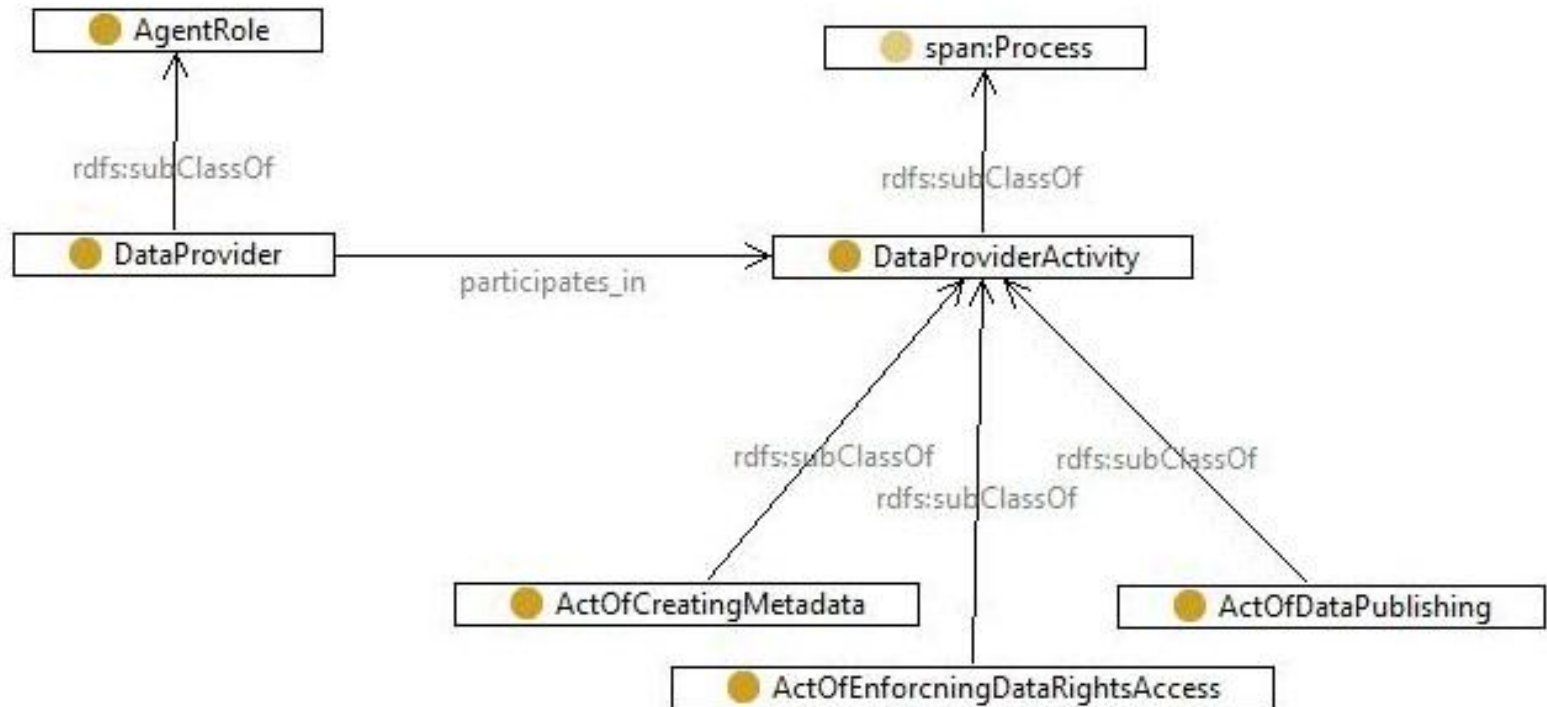 AgentRole
span:Process
rdfs:subClassOf
rdfs:subClassOf
DataProvider
DataProviderActivity
participates_in
rdfs:subClassOf
rdfs:subClassOf
rdfs:subClassOf
ActOfCreatingMetadata
ActOfDataPublishing
ActOfEnforcningDataRightsAccess